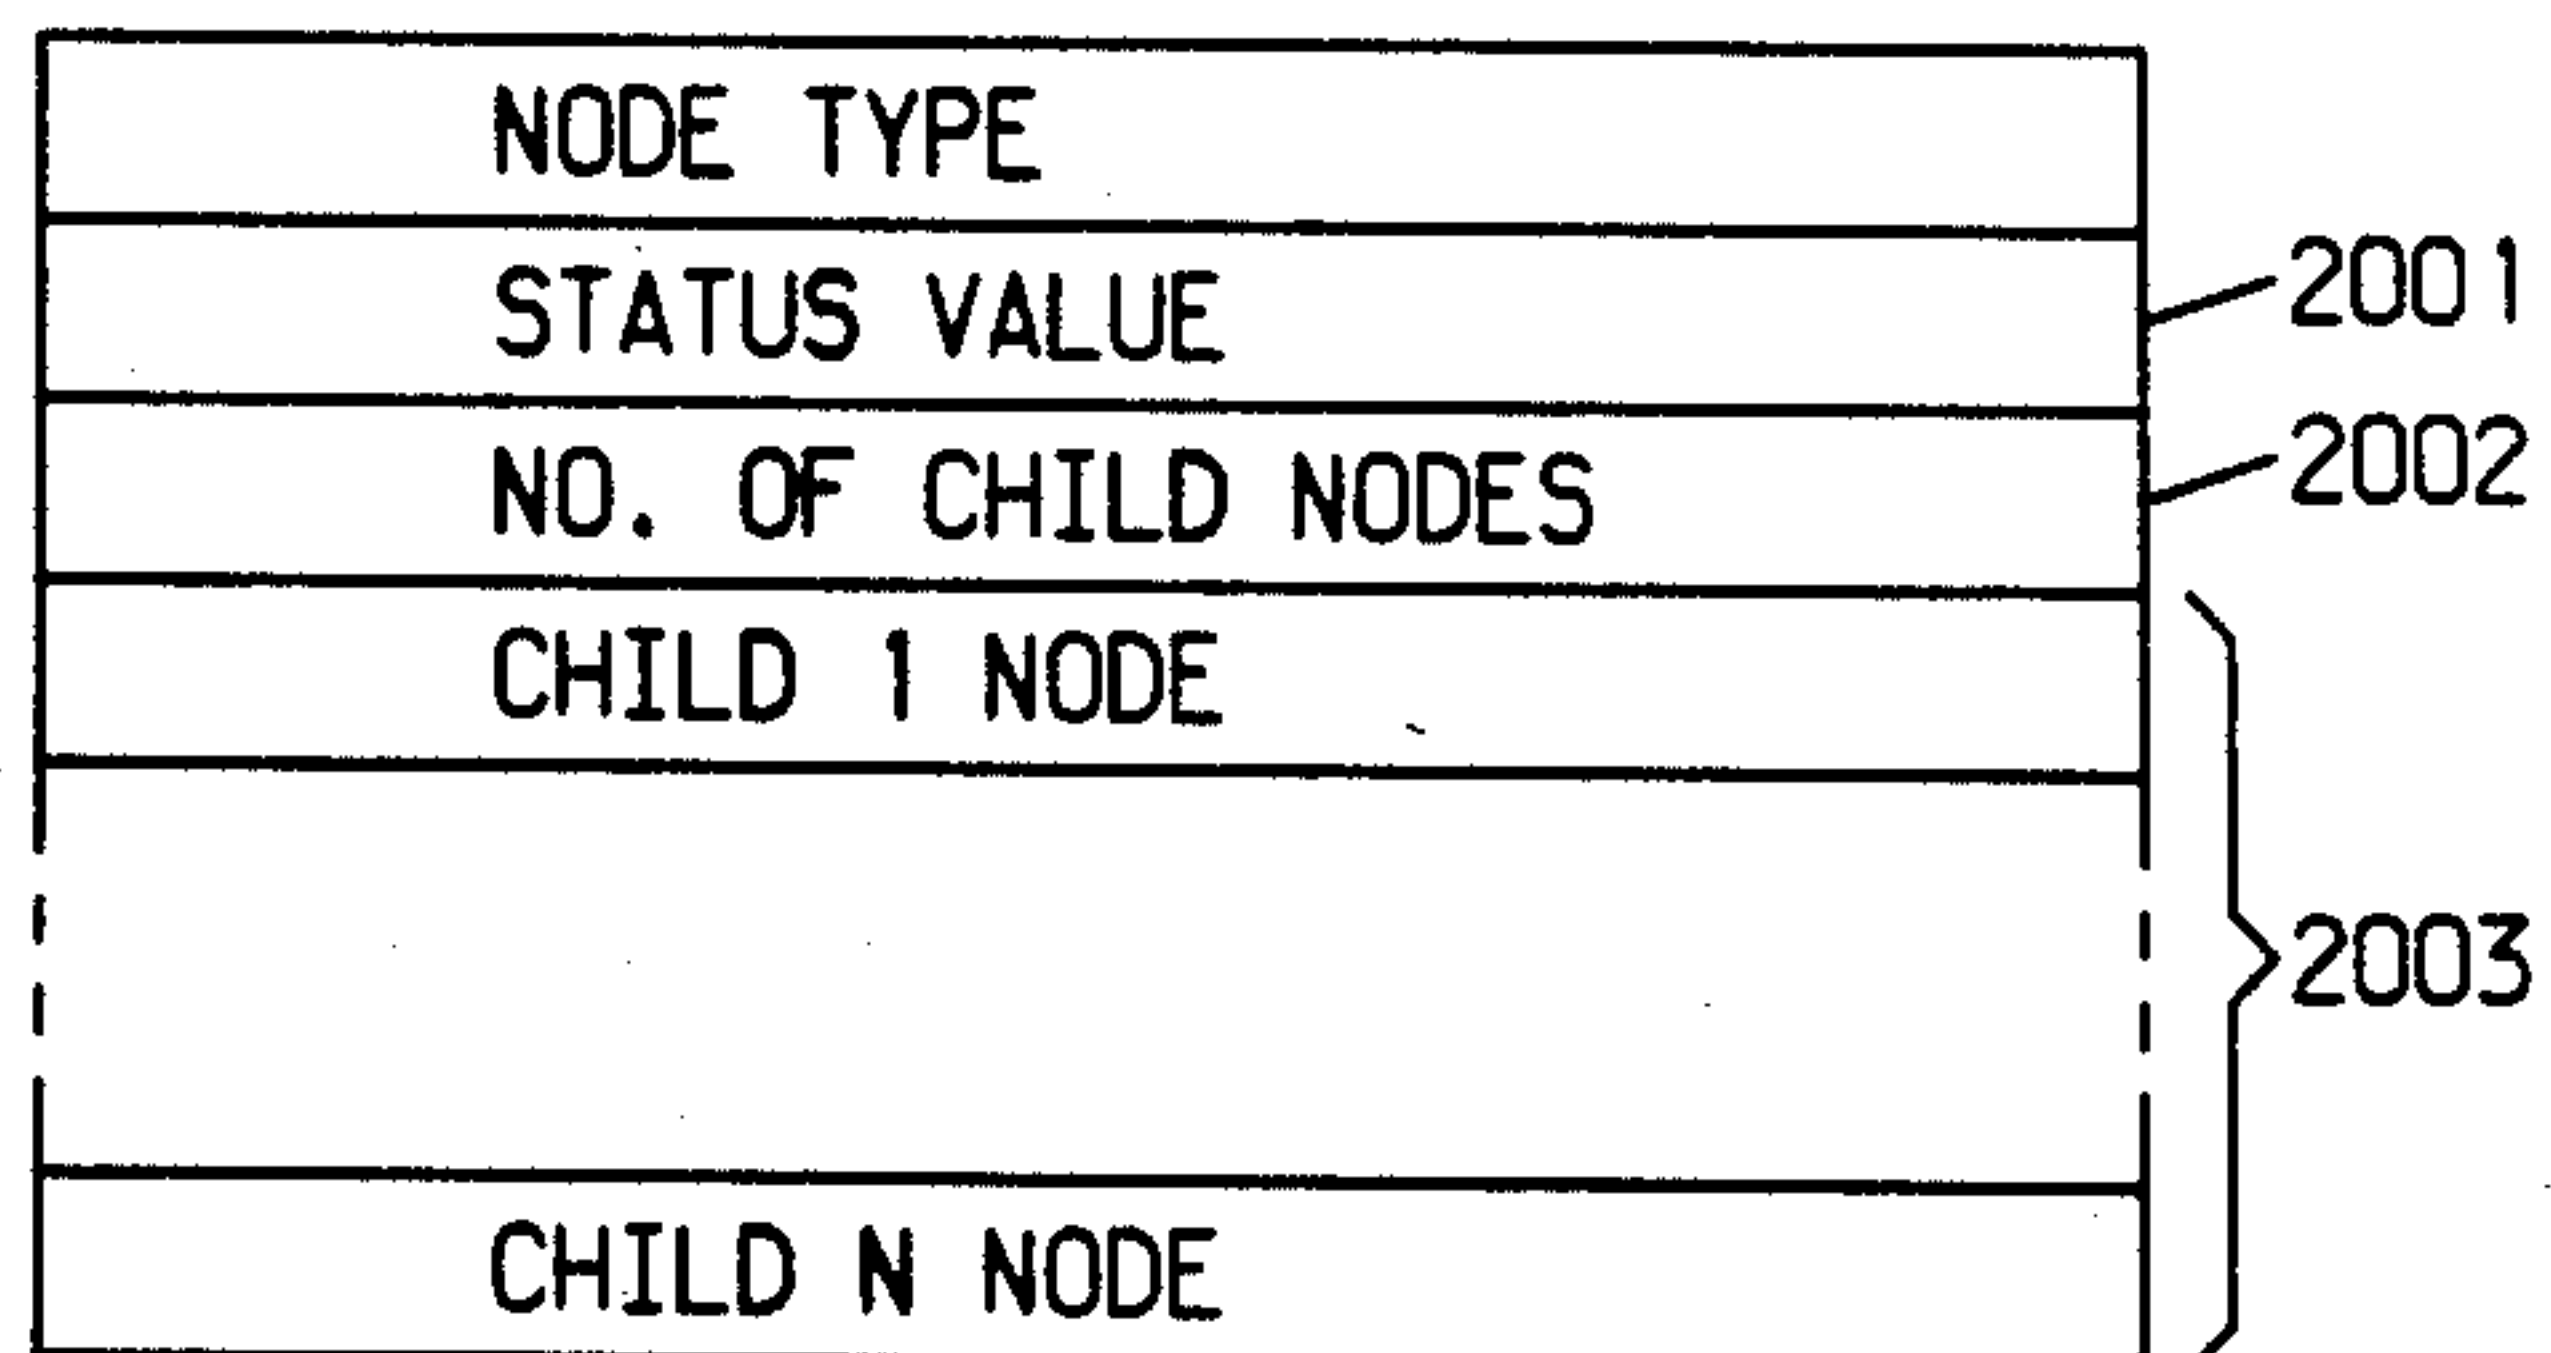 NODE TYPE
STATUS VALUE
2001
NO. OF CHILD NODES
2002
CHILD 1 NODE
2003
CHILD N NODE